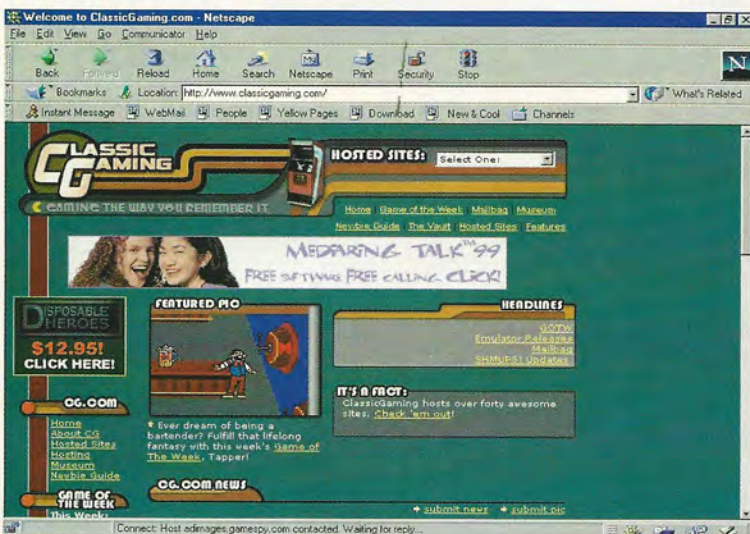 Welcome to ClassicGaming.com - Netscape
File Edit View Go Communicator Help
Back Forward Reload Home Search Netscape Print Security Stop
N
Bookmarks Location: http://www.classicgaming.com/ What's Related
Instant Message WebMail People Yellow Pages Download New & Cool Channels
CLASSIC GAMING
HOSTED SITES: Select One:
GAMING THE WAY YOU REMEMBER IT
Home Game of the Week Mailbag Museum
Newbie Guide The Vault Hosted Sites Features
MEDIARING TALK™ 99
FREE SOFTWARE FREE CALLING CLICK!
DISPOSABLE HEROES
$12.95!
CLICK HERE!
FEATURED PIC
Ever dream of being a
bartender? Fulfill that lifelong
fantasy with this week's Game of
The Week, Tapper!
HEADLINES
GOTW
Emulator Releases
Mailbag
SHMUPS! Updates
IT'S A FACT:
ClassicGaming hosts over forty awesome
sites. Check 'em out!
CG.COM
Home
About CG
Hosted Sites
Hosting
Museum
Newbie Guide
GAME OF
THE WEEK
This Week:
CG.COM NEWS
submit news submit pic
Connect: Host adimages.gamespy.com contacted. Waiting for reply...